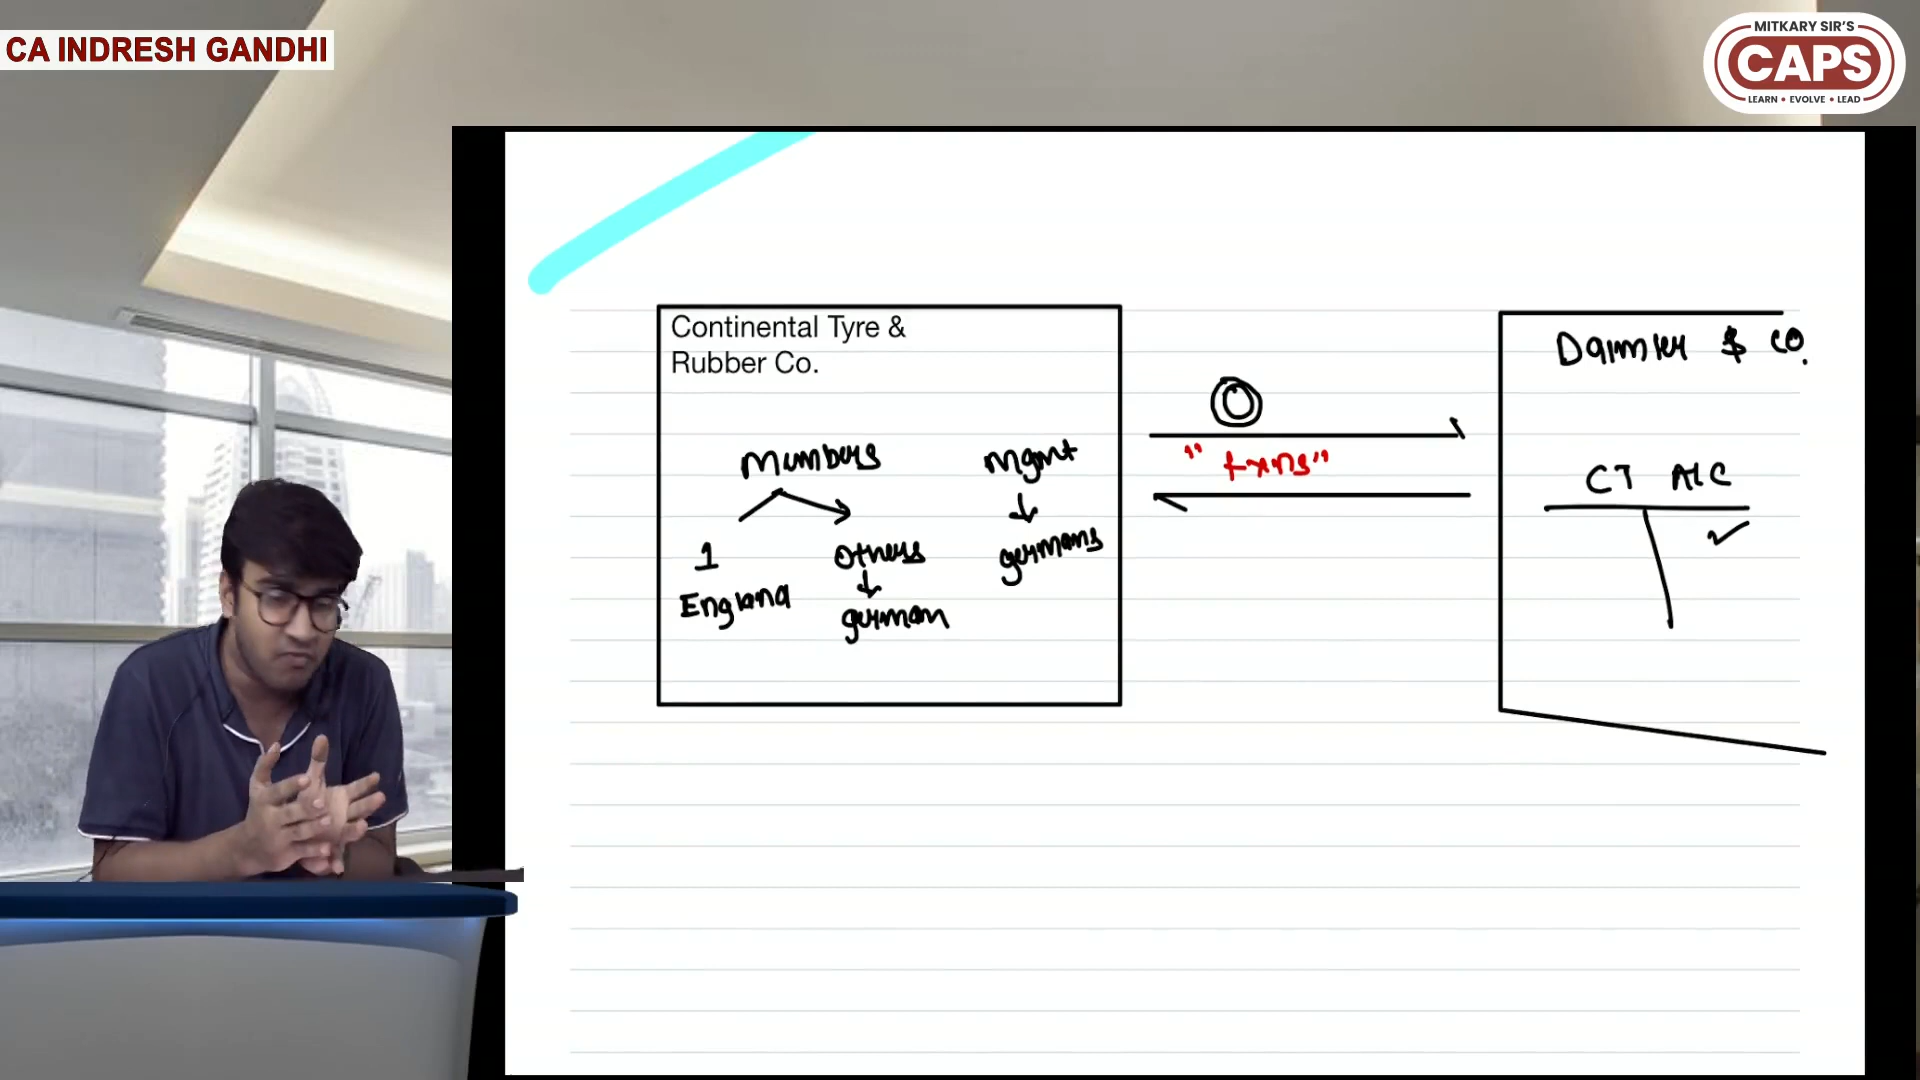 CA INDRESH GANDHI
MITKARY SIR'S
CAPS
LEARN • EVOLVE • LEAD
Continental Tyre &
Rubber Co.
Members
Mgmt
1
England
Others
german
germans
"txns"
Daimler $ co.
CT A/C